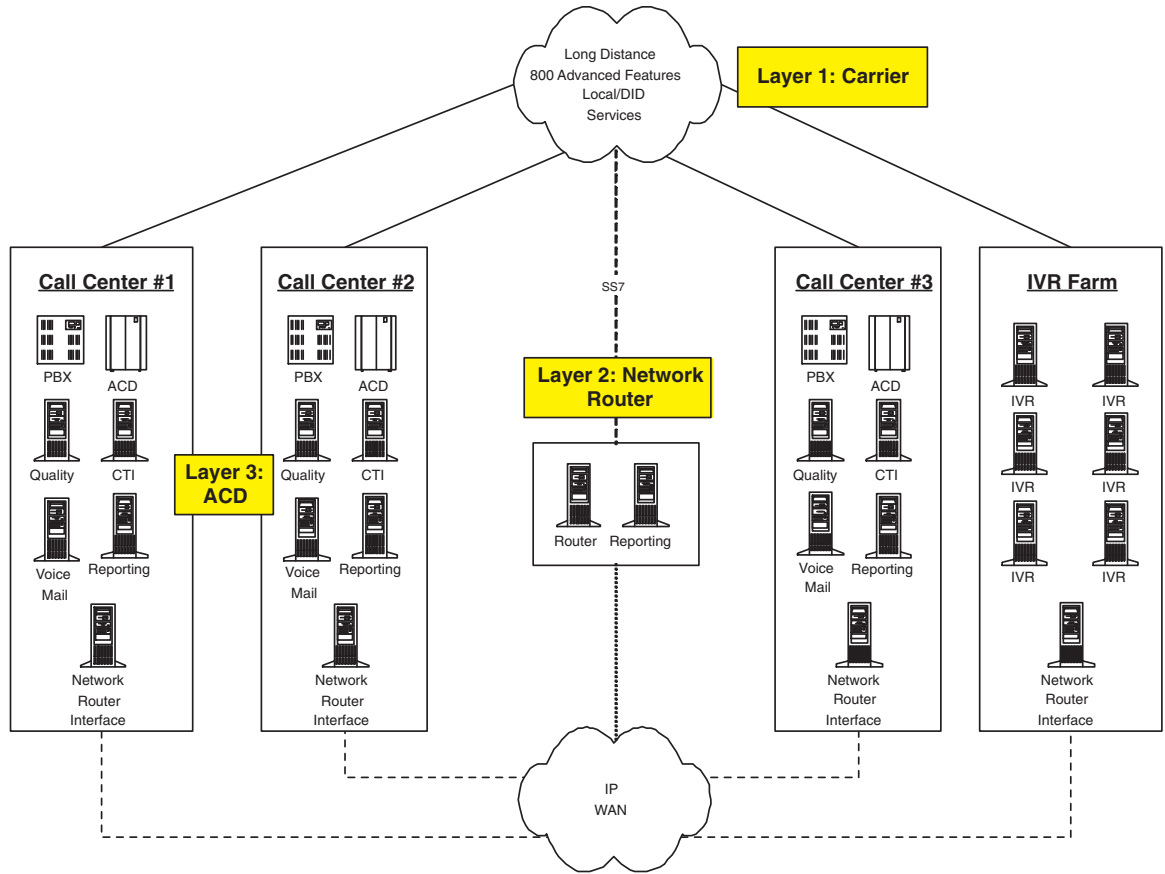 Long Distance
800 Advanced Features
Local/DID
Services
Layer 1: Carrier
Call Center #1
PBX
ACD
Quality
CTI
Voice
Mail
Reporting
Network
Router
Interface
Layer 3:
ACD
Call Center #2
PBX
ACD
Quality
CTI
Voice
Mail
Reporting
Network
Router
Interface
SS7
Layer 2: Network
Router
Router
Reporting
Call Center #3
PBX
ACD
Quality
CTI
Voice
Mail
Reporting
Network
Router
Interface
IVR Farm
IVR
IVR
IVR
IVR
IVR
IVR
Network
Router
Interface
IP
WAN